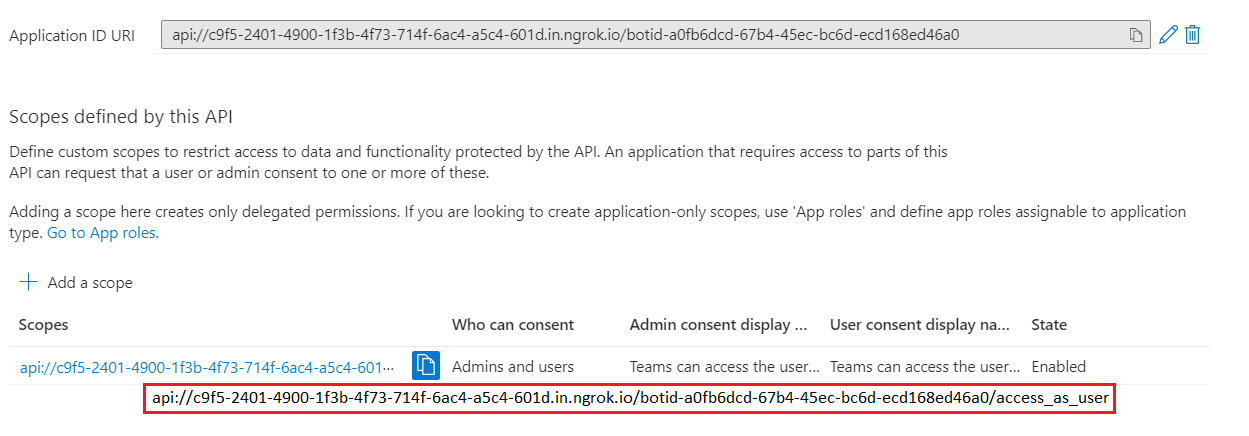 Application ID URI api://c9f5-2401-4900-1f3b-4f73-714f-6ac4-a5c4-601d.in.ngrok.io/botid-a0fb6dcd-67b4-45ec-bc6d-ecd168ed46a0
Scopes defined by this API
Define custom scopes to restrict access to data and functionality protected by the API. An application that requires access to parts of this
API can request that a user or admin consent to one or more of these.
Adding a scope here creates only delegated permissions. If you are looking to create application-only scopes, use 'App roles' and define app roles assignable to application
type. Go to App roles.
Add a scope
Scopes Who can consent Admin consent display ... User consent display na... State
api://c9f5-2401-4900-1f3b-4f73-714f-6ac4-a5c4-601... Admins and users Teams can access the user... Teams can access the user... Enabled
api://c9f5-2401-4900-1f3b-4f73-714f-6ac4-a5c4-601d.in.ngrok.io/botid-a0fb6dcd-67b4-45ec-bc6d-ecd168ed46a0/access_as_user